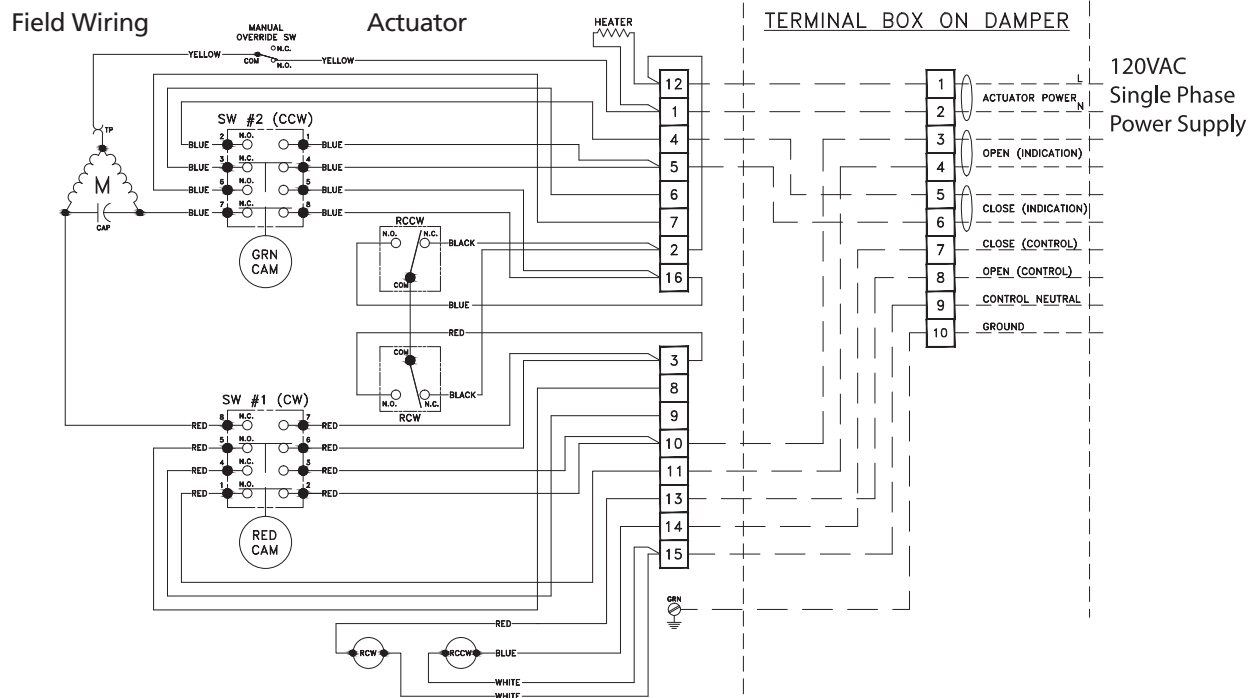 Field Wiring
Actuator
HEATER
TERMINAL BOX ON DAMPER
MANUAL
OVERRIDE SW
N.C.
COM
N.O.
YELLOW
YELLOW
120VAC
Single Phase
Power Supply
12
1
4
5
6
7
2
16
1
2
3
4
5
6
7
8
9
10
ACTUATOR POWER
L
N
OPEN (INDICATION)
CLOSE (INDICATION)
CLOSE (CONTROL)
OPEN (CONTROL)
CONTROL NEUTRAL
GROUND
TP
M
CAP
SW #2 (CCW)
BLUE 2 N.O. 1 BLUE
BLUE 3 N.C. 4 BLUE
BLUE 6 N.O. 5 BLUE
BLUE 7 N.C. 8 BLUE
GRN
CAM
RCCW
N.O.
N.C.
BLACK
COM
BLUE
RED
COM
N.O.
N.C.
BLACK
RCW
3
8
9
10
11
13
14
15
SW #1 (CW)
RED 8 N.C. 7 RED
RED 5 N.O. 6 RED
RED 4 N.C. 3 RED
RED 1 N.O. 2 RED
RED
CAM
GRN
RED
RCW
RCCW
BLUE
WHITE
WHITE